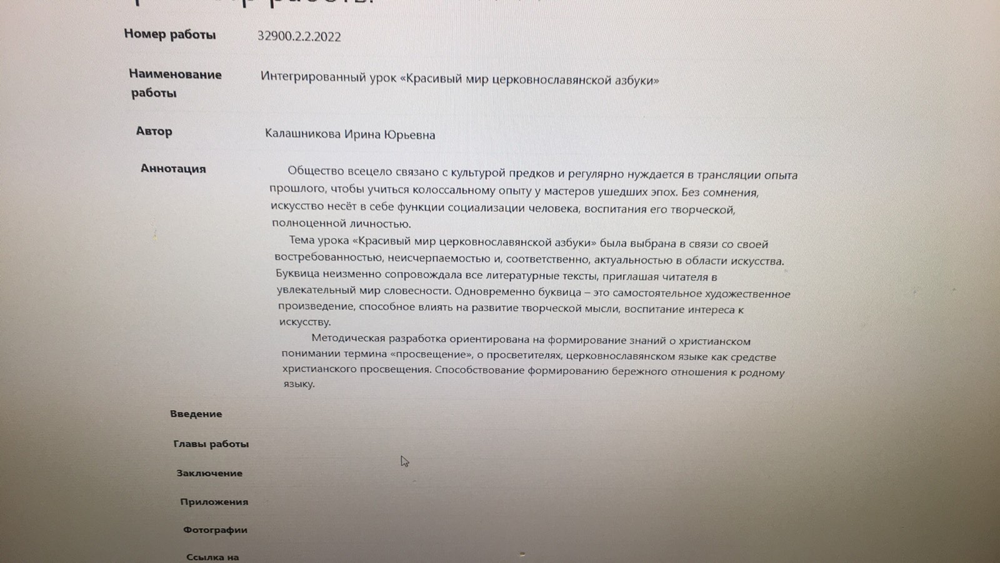 Номер работы 32900.2.2.2022
Наименование работы Интегрированный урок «Красивый мир церковнославянской азбуки»
Автор Калашникова Ирина Юрьевна
Аннотация Общество всецело связано с культурой предков и регулярно нуждается в трансляции опыта
прошлого, чтобы учиться колоссальному опыту у мастеров ушедших эпох. Без сомнения,
искусство несёт в себе функции социализации человека, воспитания его творческой,
полноценной личностью.
Тема урока «Красивый мир церковнославянской азбуки» была выбрана в связи со своей
востребованностью, неисчерпаемостью и, соответственно, актуальностью в области искусства.
Буквица неизменно сопровождала все литературные тексты, приглашая читателя в
увлекательный мир словесности. Одновременно буквица – это самостоятельное художественное
произведение, способное влиять на развитие творческой мысли, воспитание интереса к
искусству.
Методическая разработка ориентирована на формирование знаний о христианском
понимании термина «просвещение», о просветителях, церковнославянском языке как средстве
христианского просвещения. Способствование формированию бережного отношения к родному
языку.
Введение
Главы работы
Заключение
Приложения
Фотографии
Ссылка на